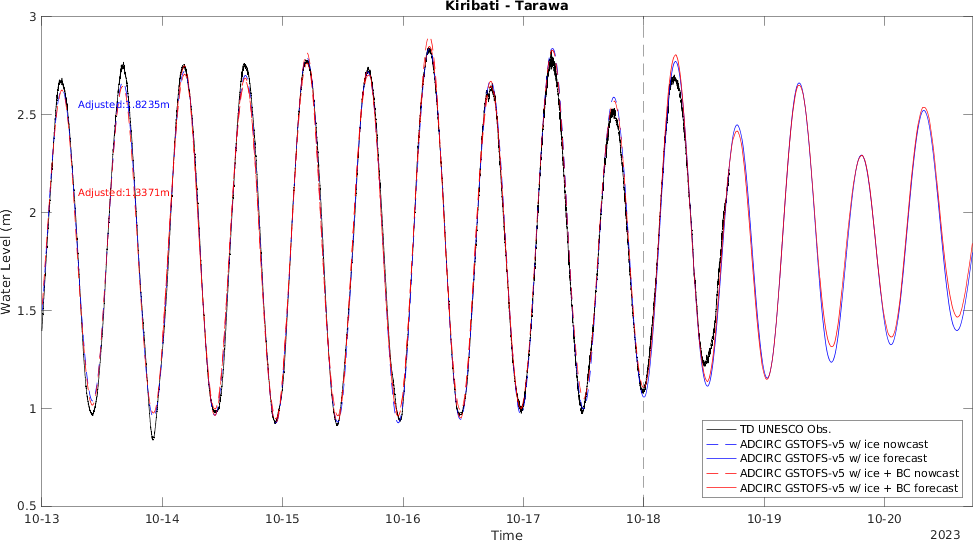 Kiribati - Tarawa
3
2.5
2
1.5
1
0.5
Water Level (m)
Adjusted:1.8235m
Adjusted:1.3371m
TD UNESCO Obs.
ADCIRC GSTOFS-v5 w/ ice nowcast
ADCIRC GSTOFS-v5 w/ ice forecast
ADCIRC GSTOFS-v5 w/ ice + BC nowcast
ADCIRC GSTOFS-v5 w/ ice + BC forecast
10-13 10-14 10-15 10-16 10-17 10-18 10-19 10-20
Time
2023